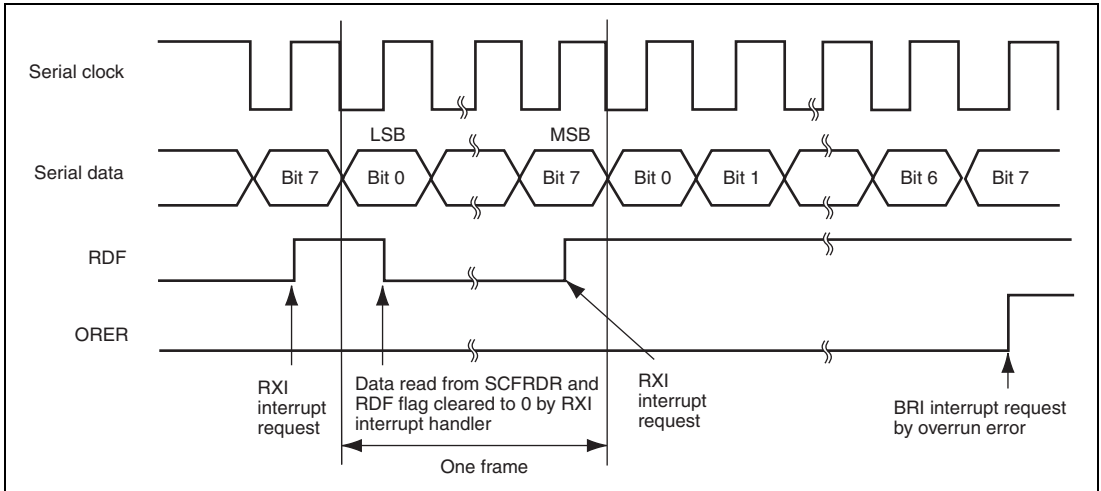 Serial clock
LSB
MSB
Serial data
Bit 7
Bit 0
Bit 7
Bit 0
Bit 1
Bit 6
Bit 7
RDF
ORER
RXI
interrupt
request
Data read from SCFRDR and
RDF flag cleared to 0 by RXI
interrupt handler
RXI
interrupt
request
BRI interrupt request
by overrun error
One frame